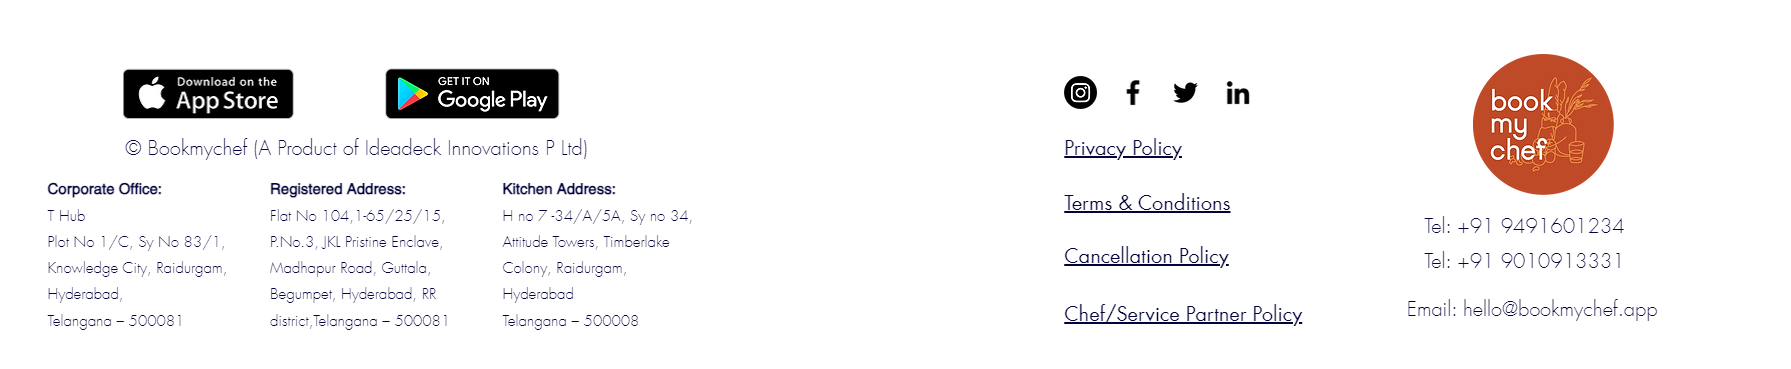 Download on the
App Store
GET IT ON
Google Play
© Bookmychef (A Product of Ideadeck Innovations P Ltd)
Corporate Office:
T Hub
Plot No 1/C, Sy No 83/1,
Knowledge City, Raidurgam,
Hyderabad,
Telangana – 500081
Registered Address:
Flat No 104,1-65/25/15,
P.No.3, JKL Pristine Enclave,
Madhapur Road, Guttala,
Begumpet, Hyderabad, RR
district,Telangana – 500081
Kitchen Address:
H no 7 -34/A/5A, Sy no 34,
Attitude Towers, Timberlake
Colony, Raidurgam,
Hyderabad
Telangana – 500008
Privacy Policy
Terms & Conditions
Cancellation Policy
Chef/Service Partner Policy
book
my
chef
Tel: +91 9491601234
Tel: +91 9010913331
Email: hello@bookmychef.app